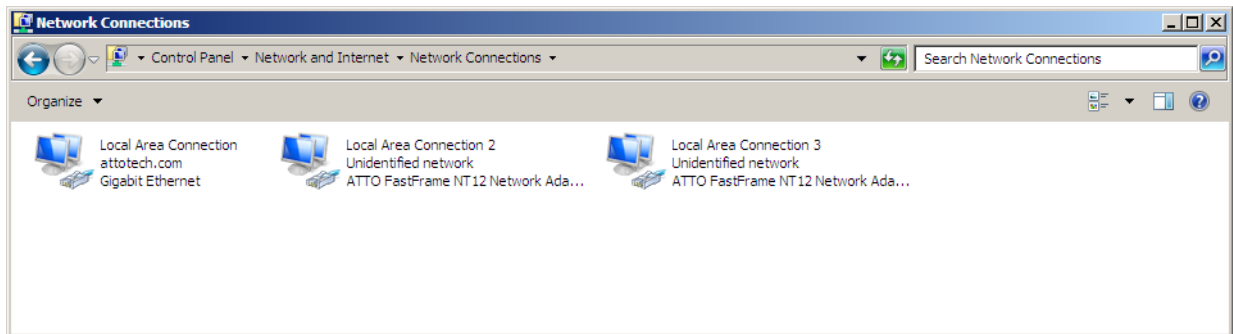 Network Connections
Control Panel Network and Internet Network Connections
Search Network Connections
Organize
Local Area Connection
attotech.com
Gigabit Ethernet
Local Area Connection 2
Unidentified network
ATTO FastFrame NT12 Network Ada...
Local Area Connection 3
Unidentified network
ATTO FastFrame NT12 Network Ada...